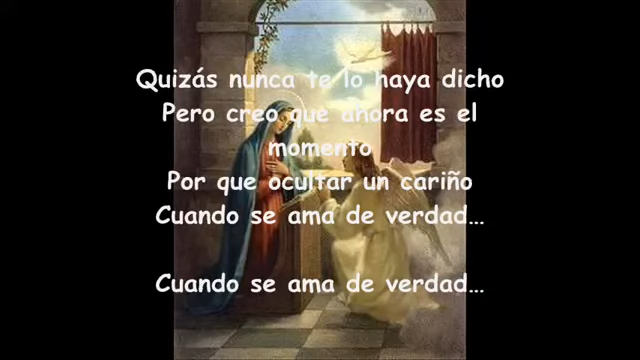 Quizás nunca te lo haya dicho
Pero creo que ahora es el
momento
Por que ocultar un cariño
Cuando se ama de verdad...
Cuando se ama de verdad...